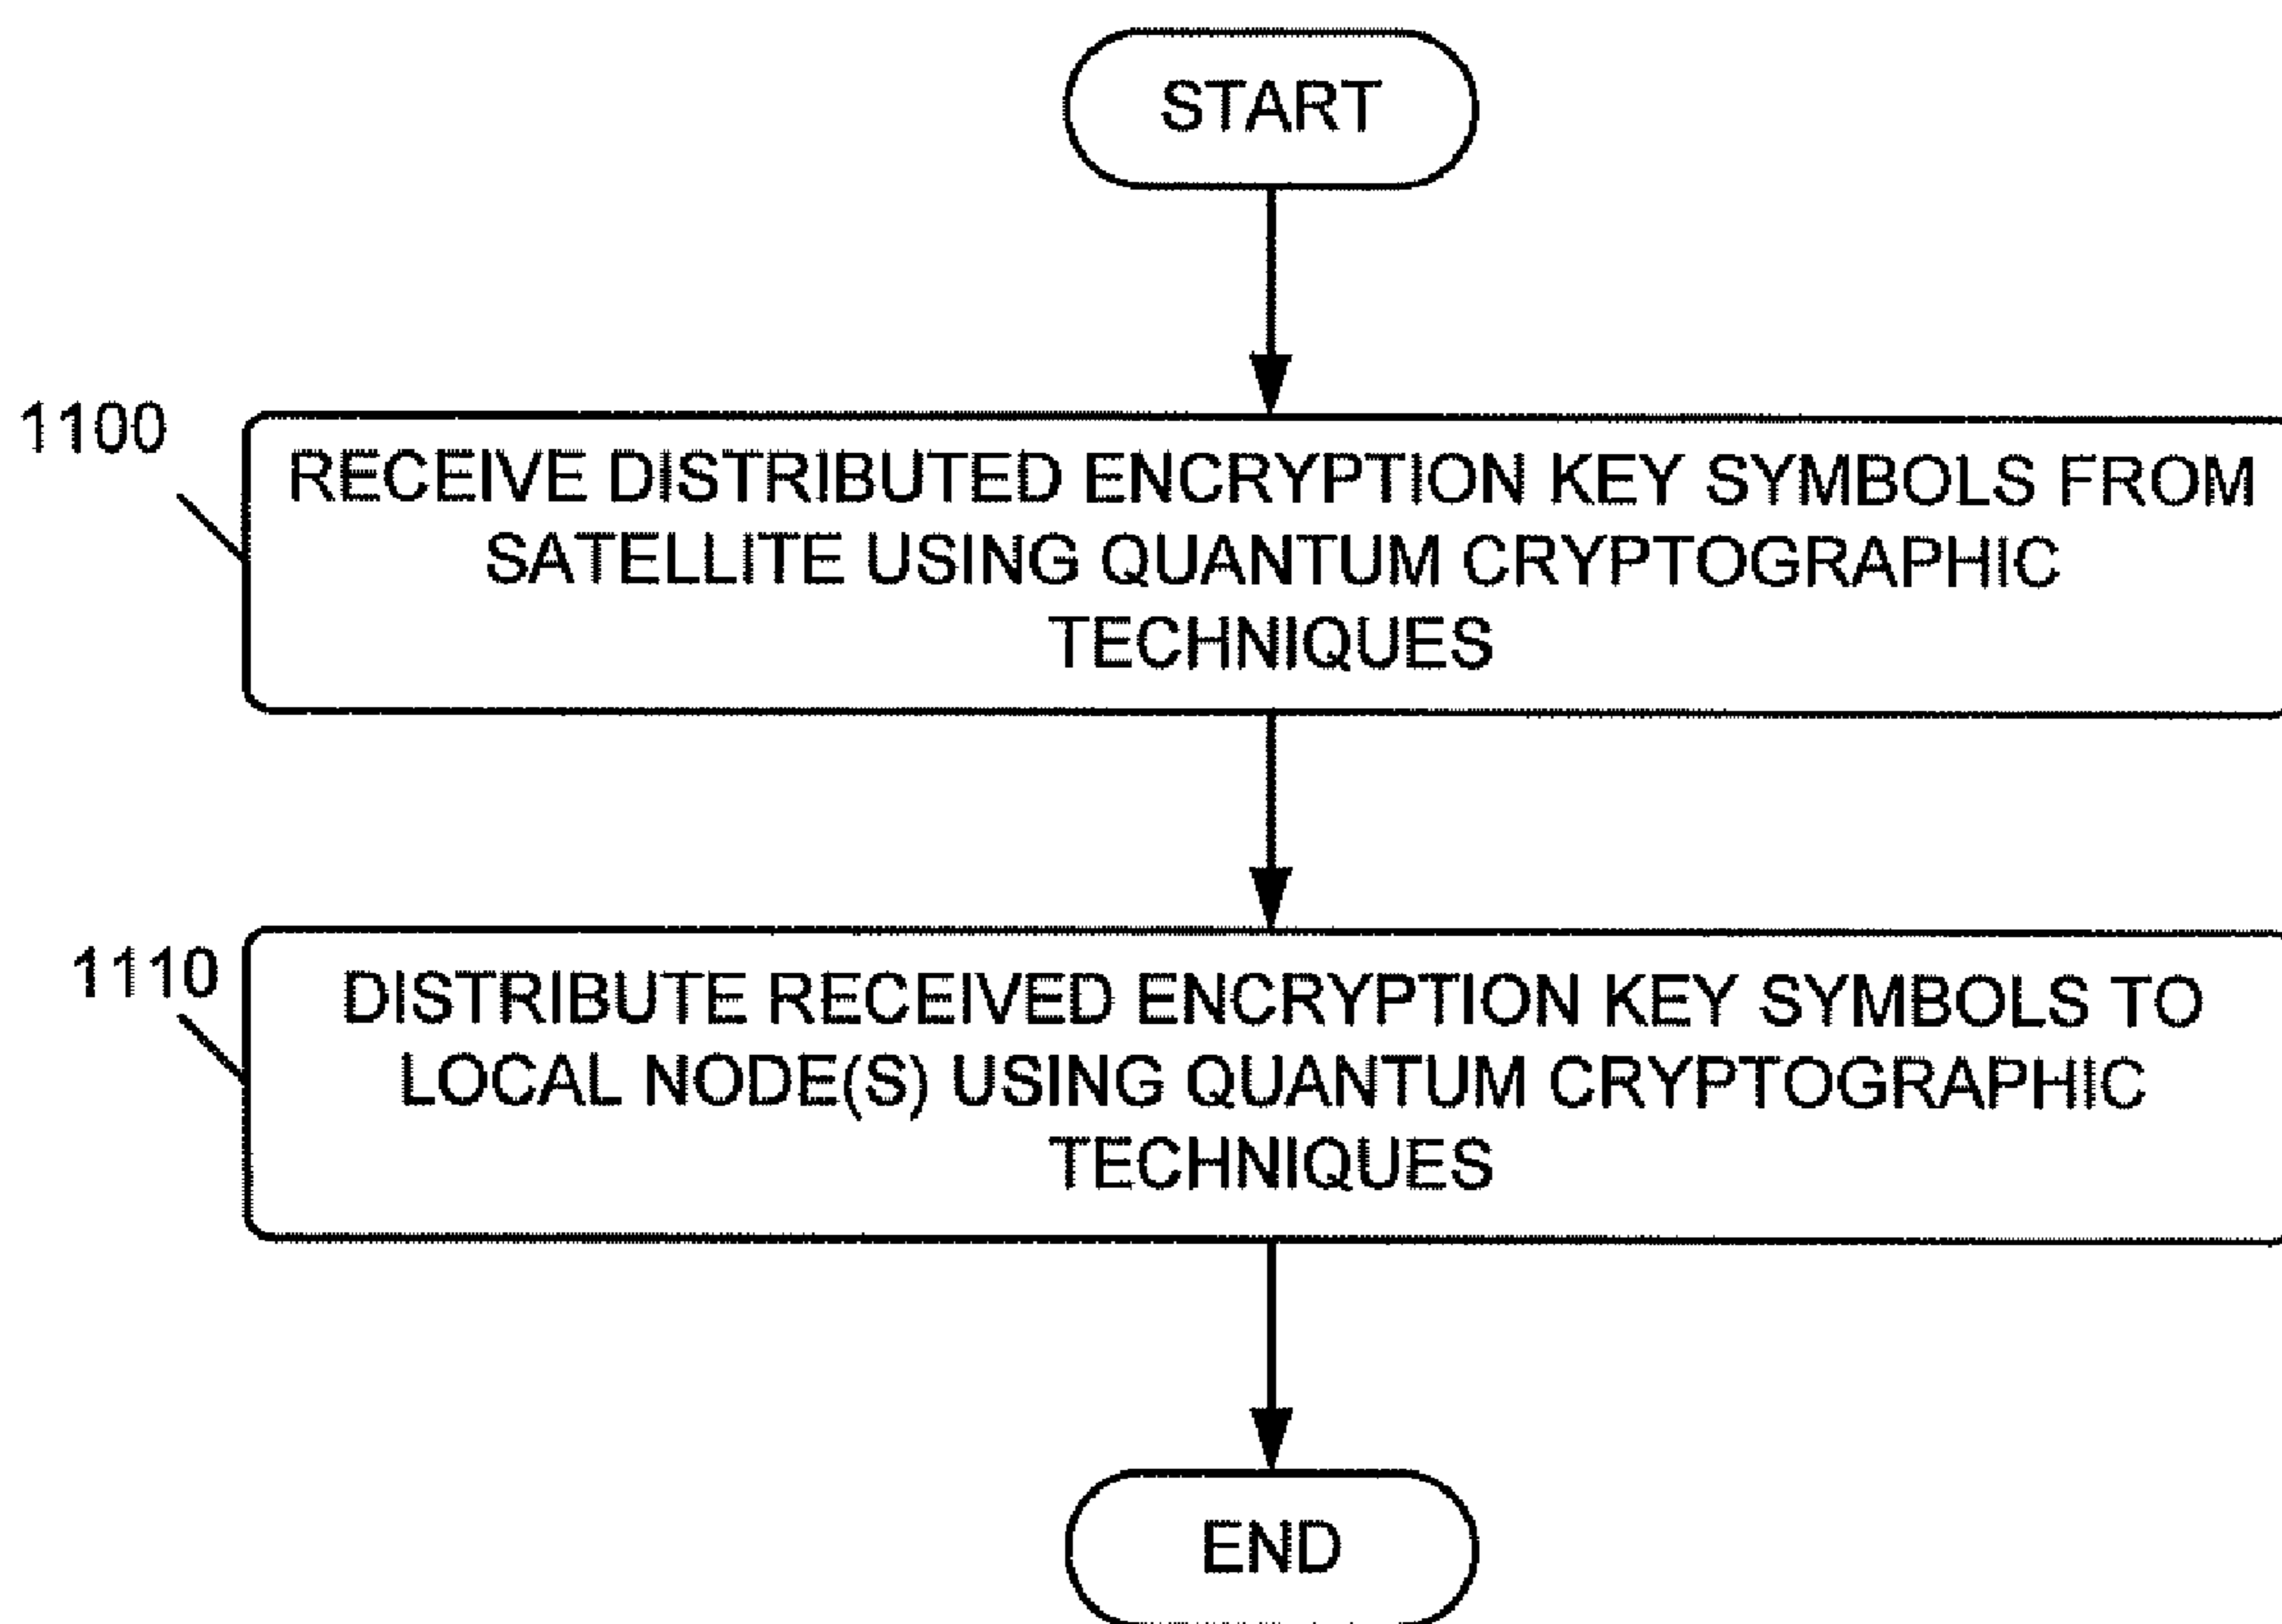 START
1100
RECEIVE DISTRIBUTED ENCRYPTION KEY SYMBOLS FROM
SATELLITE USING QUANTUM CRYPTOGRAPHIC
TECHNIQUES
1110
DISTRIBUTE RECEIVED ENCRYPTION KEY SYMBOLS TO
LOCAL NODE(S) USING QUANTUM CRYPTOGRAPHIC
TECHNIQUES
END